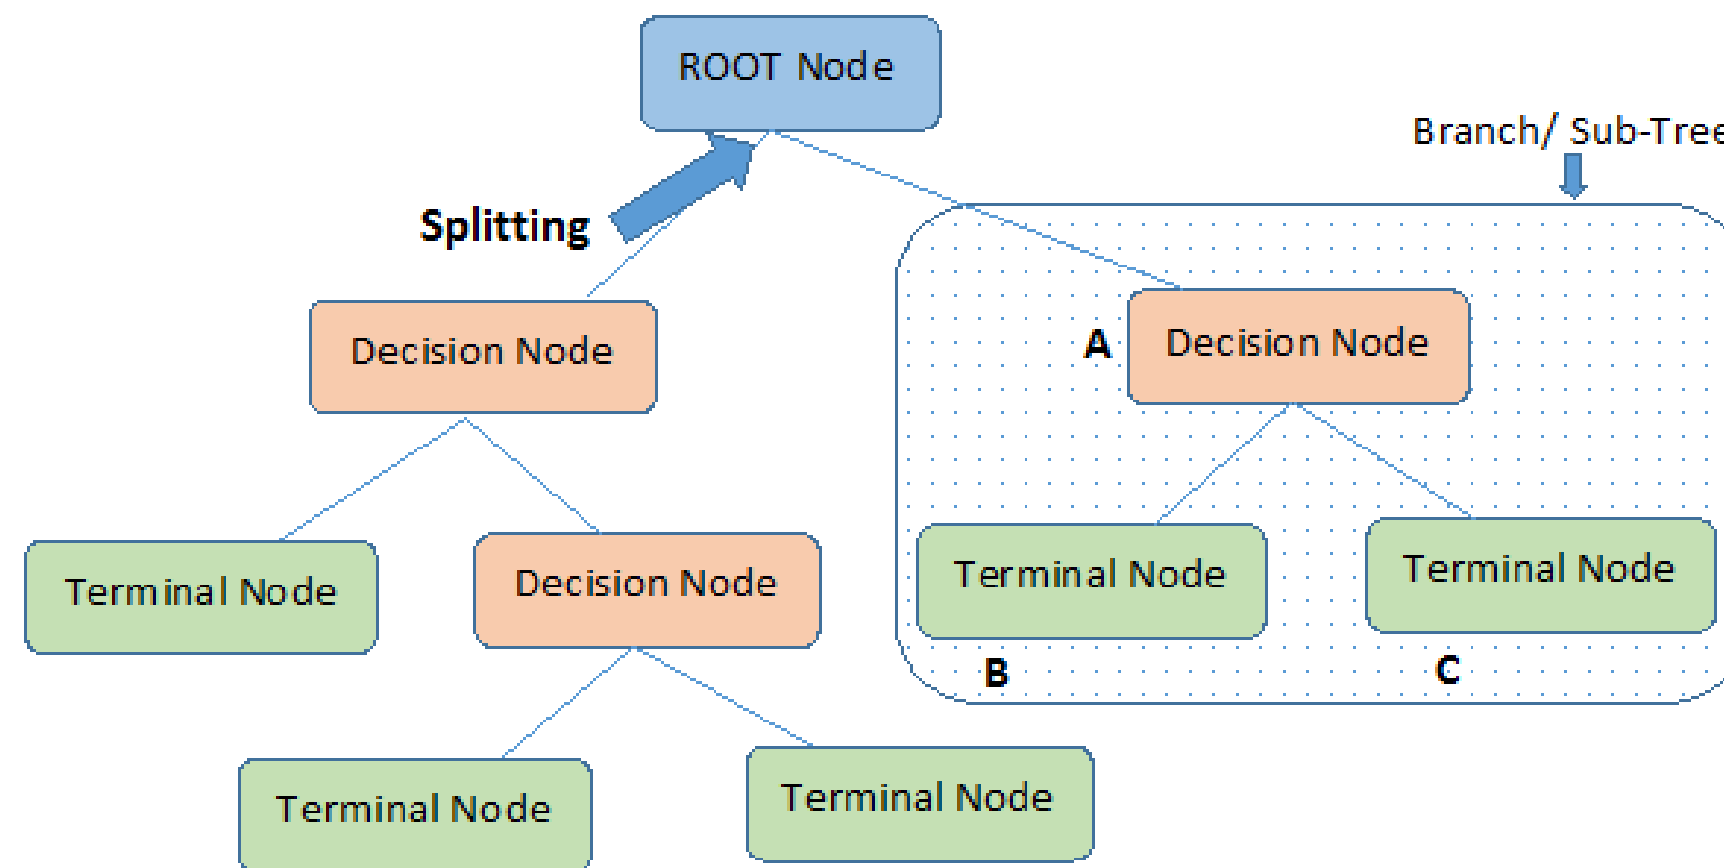 ROOT Node
Branch/ Sub-Tree
Splitting
Decision Node
A
Decision Node
Terminal Node
Decision Node
Terminal Node
Terminal Node
B
C
Terminal Node
Terminal Node